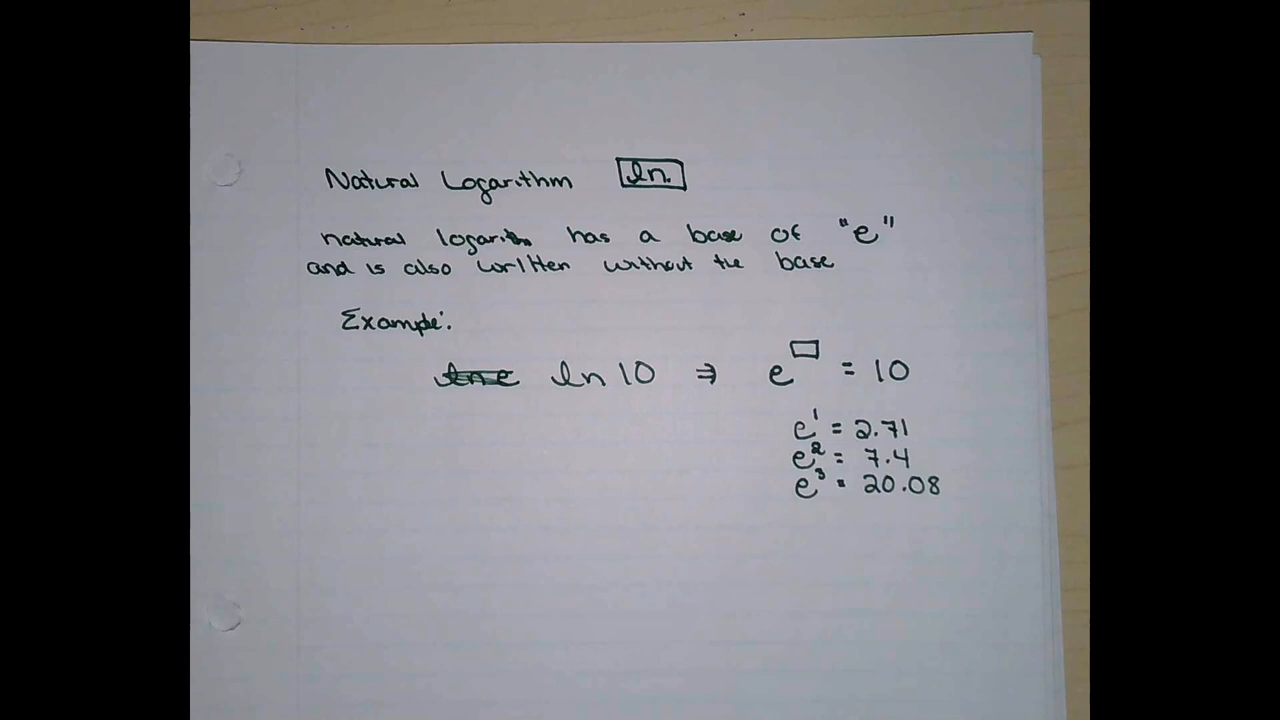 Natural Logarithm ln.
natural logarithm has a base of "e"
and is also written without the base
Example:
ln 10 ⇒ e^□ = 10
e¹ = 2.71
e² = 7.4
e³ = 20.08